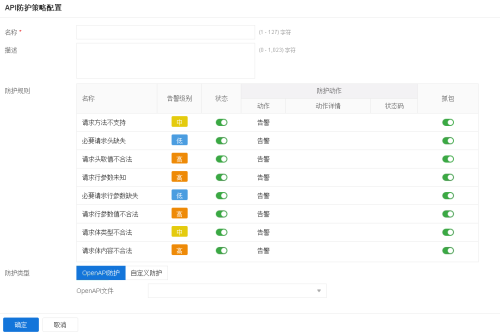 API防护策略配置
名称 * (1 - 127) 字符
描述 (0 - 1,023) 字符
防护规则
名称 告警级别 状态 防护动作 抓包
动作 动作详情 状态码
请求方法不支持 中 告警
必要请求头缺失 低 告警
请求头取值不合法 高 告警
请求行参数未知 高 告警
必要请求行参数缺失 低 告警
请求行参数值不合法 高 告警
请求体类型不合法 中 告警
请求体内容不合法 高 告警
防护类型 OpenAPI防护 自定义防护
OpenAPI文件
确定 取消